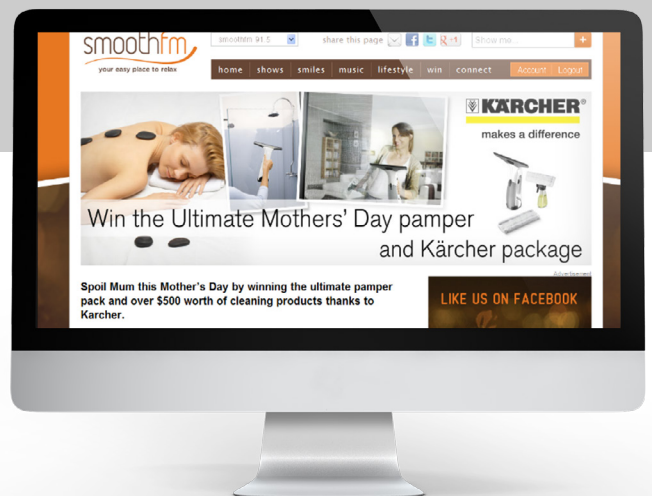 smoothfm
your easy place to relax
smoothfm 91.5
share this page
+1
Show me...
+
home shows smiles music lifestyle win connect
Account Logout
KÄRCHER®
makes a difference
Win the Ultimate Mothers' Day pamper
and Kärcher package
Advertisement
Spoil Mum this Mother's Day by winning the ultimate pamper
pack and over $500 worth of cleaning products thanks to
Karcher.
LIKE US ON FACEBOOK